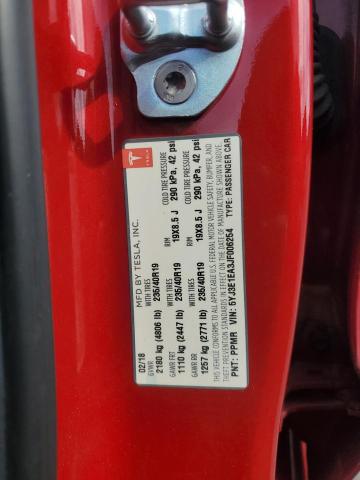 TESLA
MFD BY TESLA, INC.
02/18
GVWR WITH TIRES RIM COLD TIRE PRESSURE
2180 kg (4806 lb) 235/40R19 19X8.5 J 290 kPa, 42 psi
GAWR FRT WITH TIRES RIM COLD TIRE PRESSURE
1110 kg (2447 lb) 235/40R19 19X8.5 J 290 kPa, 42 psi
GAWR RR
1257 kg (2771 lb) 235/40R19
THIS VEHICLE CONFORMS TO ALL APPLICABLE U.S. FEDERAL MOTOR VEHICLE SAFETY, BUMPER, AND
THEFT PREVENTION STANDARDS IN EFFECT ON THE DATE OF MANUFACTURE SHOWN ABOVE.
PNT: PPMR VIN: 5YJ3E1EA3JF006254 TYPE: PASSENGER CAR